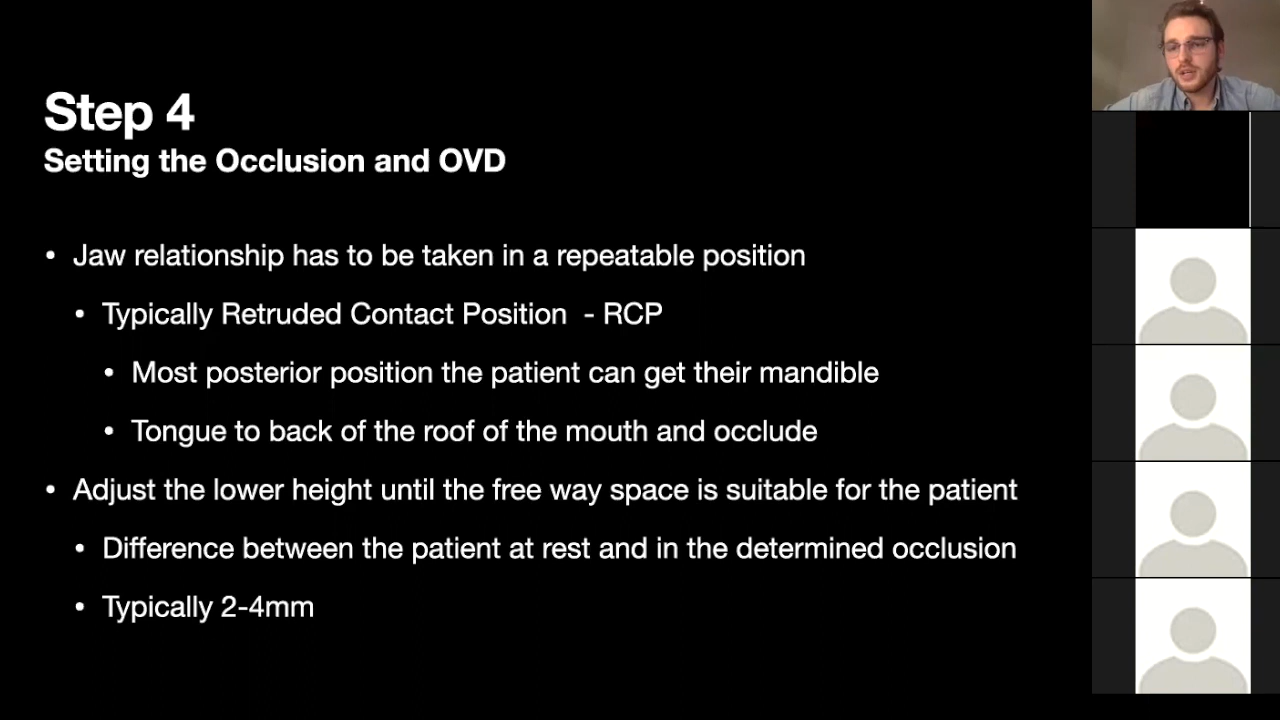 Step 4
Setting the Occlusion and OVD
• Jaw relationship has to be taken in a repeatable position
• Typically Retruded Contact Position - RCP
• Most posterior position the patient can get their mandible
• Tongue to back of the roof of the mouth and occlude
• Adjust the lower height until the free way space is suitable for the patient
• Difference between the patient at rest and in the determined occlusion
• Typically 2-4mm